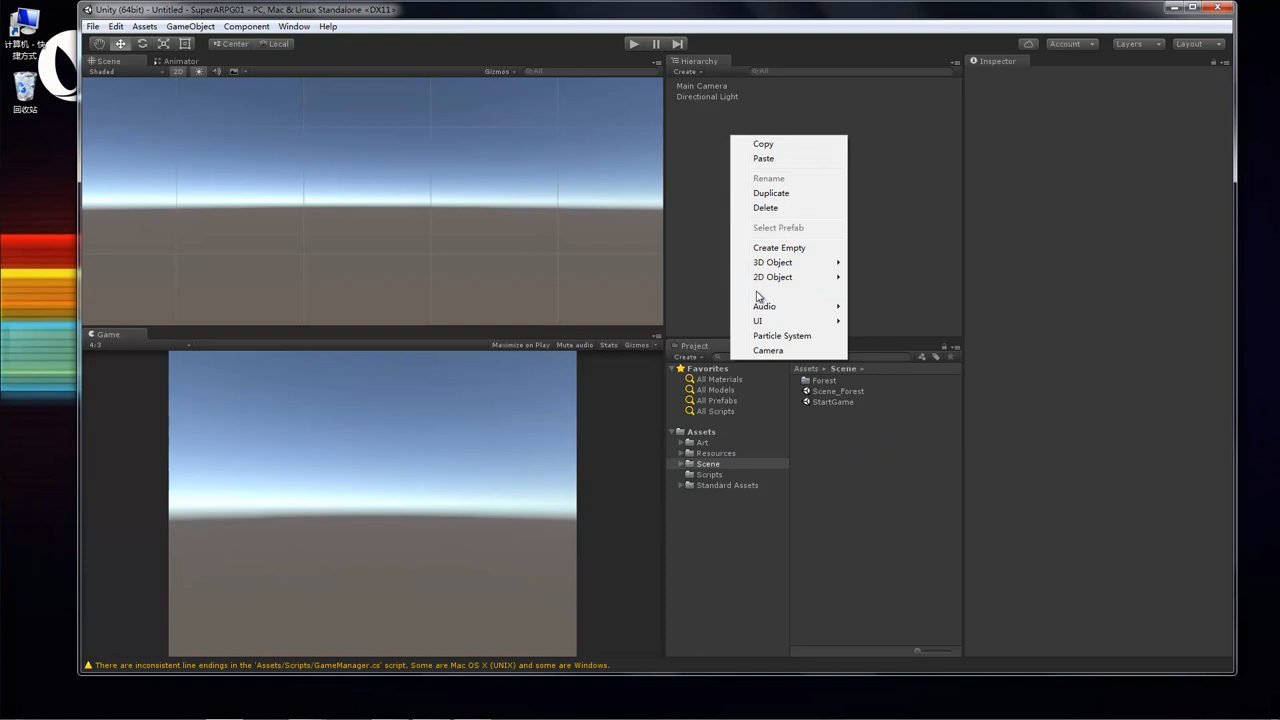 Unity (64bit) - Untitled - SuperARPG01 - PC, Mac & Linux Standalone <DX11>
File Edit Assets GameObject Component Window Help
计算机 - 快捷方式
回收站
Center Local
Account Layers Layout
Scene Animator
Shaded 2D Gizmos All
Hierarchy
Create All
Main Camera
Directional Light
Inspector
Copy
Paste
Rename
Duplicate
Delete
Select Prefab
Create Empty
3D Object
2D Object
Audio
UI
Particle System
Camera
Game
4:3 Maximize on Play Mute audio Stats Gizmos
Project
Create
Favorites
All Materials
All Models
All Prefabs
All Scripts
Assets
Art
Resources
Scene
Scripts
Standard Assets
Assets Scene
Forest
Scene_Forest
StartGame
There are inconsistent line endings in the 'Assets/Scripts/GameManager.cs' script. Some are Mac OS X (UNIX) and some are Windows.